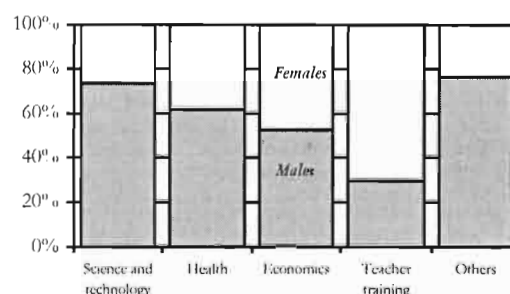 100%
80%
60%
40%
20%
0%
Females
Males
Science and technology
Health
Economics
Teacher training
Others